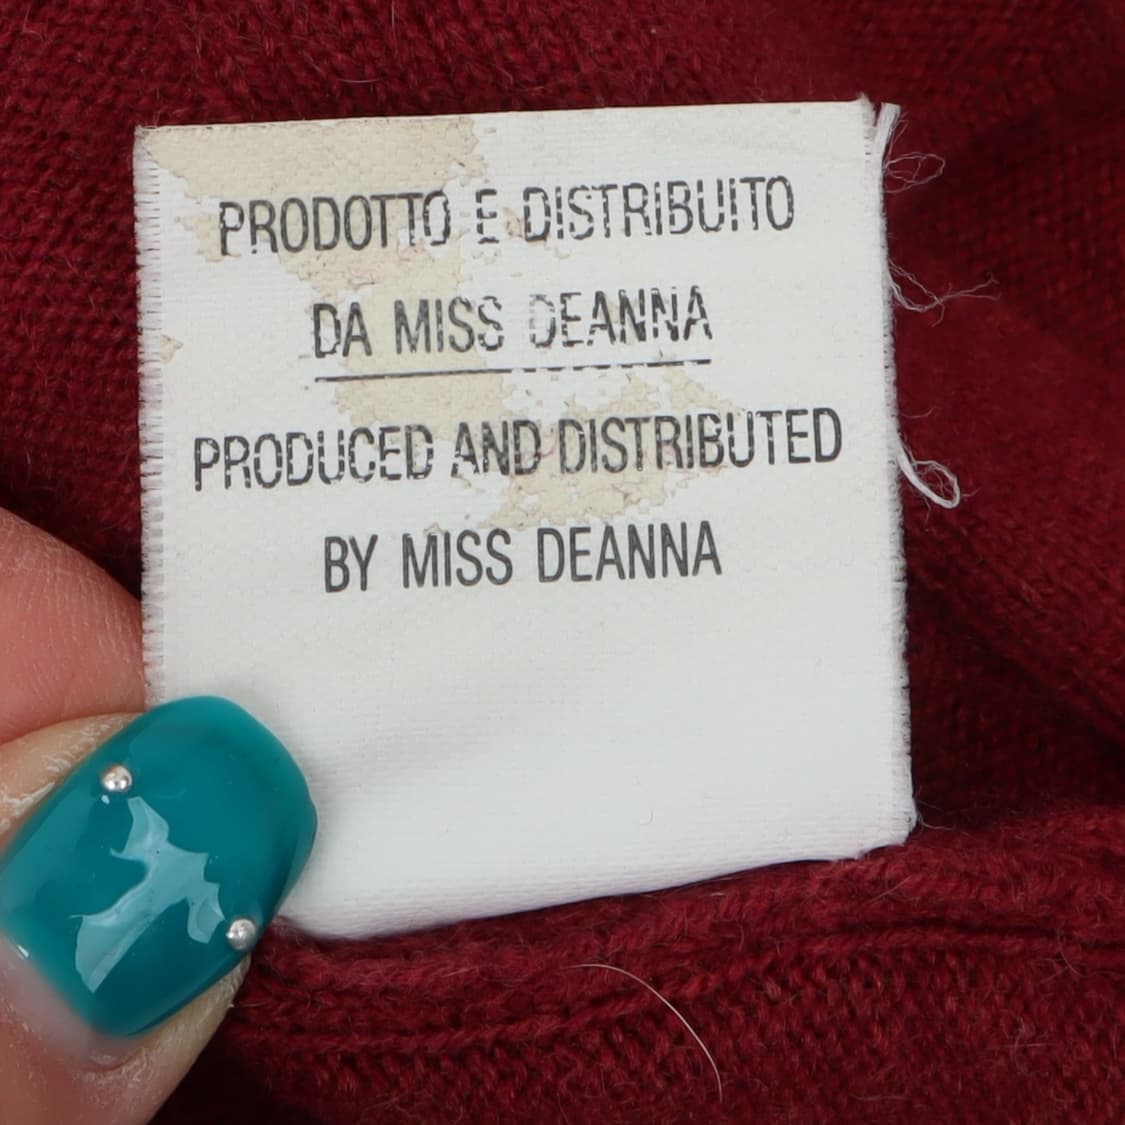 PRODOTTO E DISTRIBUITO
DA MISS DEANNA
PRODUCED AND DISTRIBUTED
BY MISS DEANNA